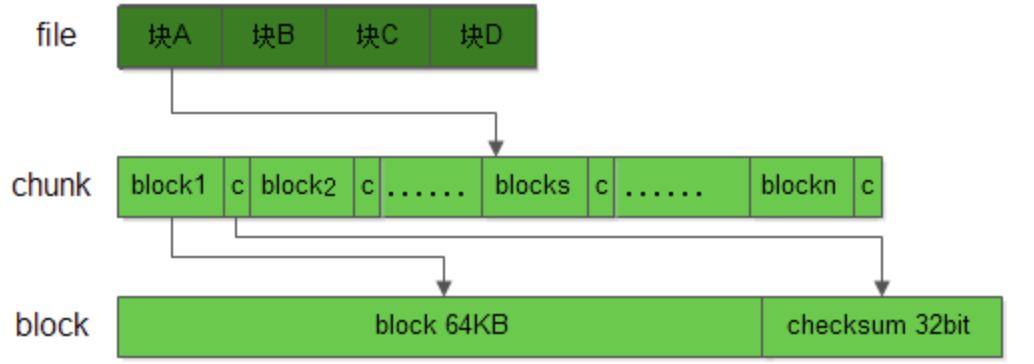 file 块A 块B 块C 块D
chunk block1 c block2 c ...... blocks c ...... blockn c
block block 64KB checksum 32bit